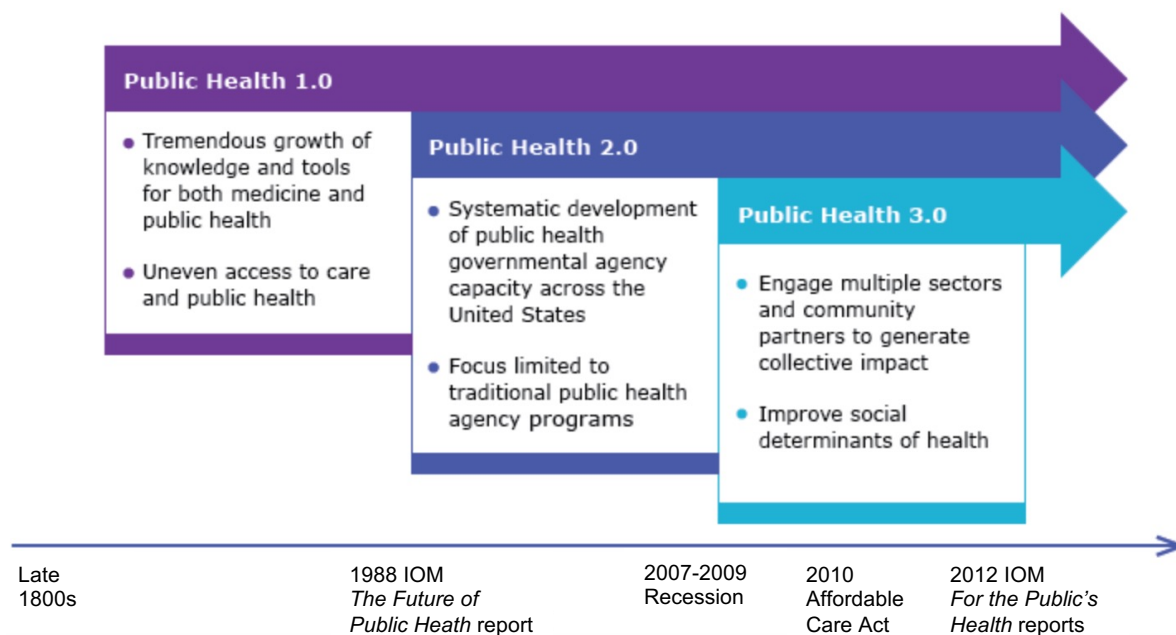 Public Health 1.0
• Tremendous growth of
knowledge and tools
for both medicine and
public health
• Uneven access to care
and public health
Public Health 2.0
• Systematic development
of public health
governmental agency
capacity across the
United States
• Focus limited to
traditional public health
agency programs
Public Health 3.0
• Engage multiple sectors
and community
partners to generate
collective impact
• Improve social
determinants of health
Late
1800s
1988 IOM
The Future of
Public Heath report
2007-2009
Recession
2010
Affordable
Care Act
2012 IOM
For the Public's
Health reports